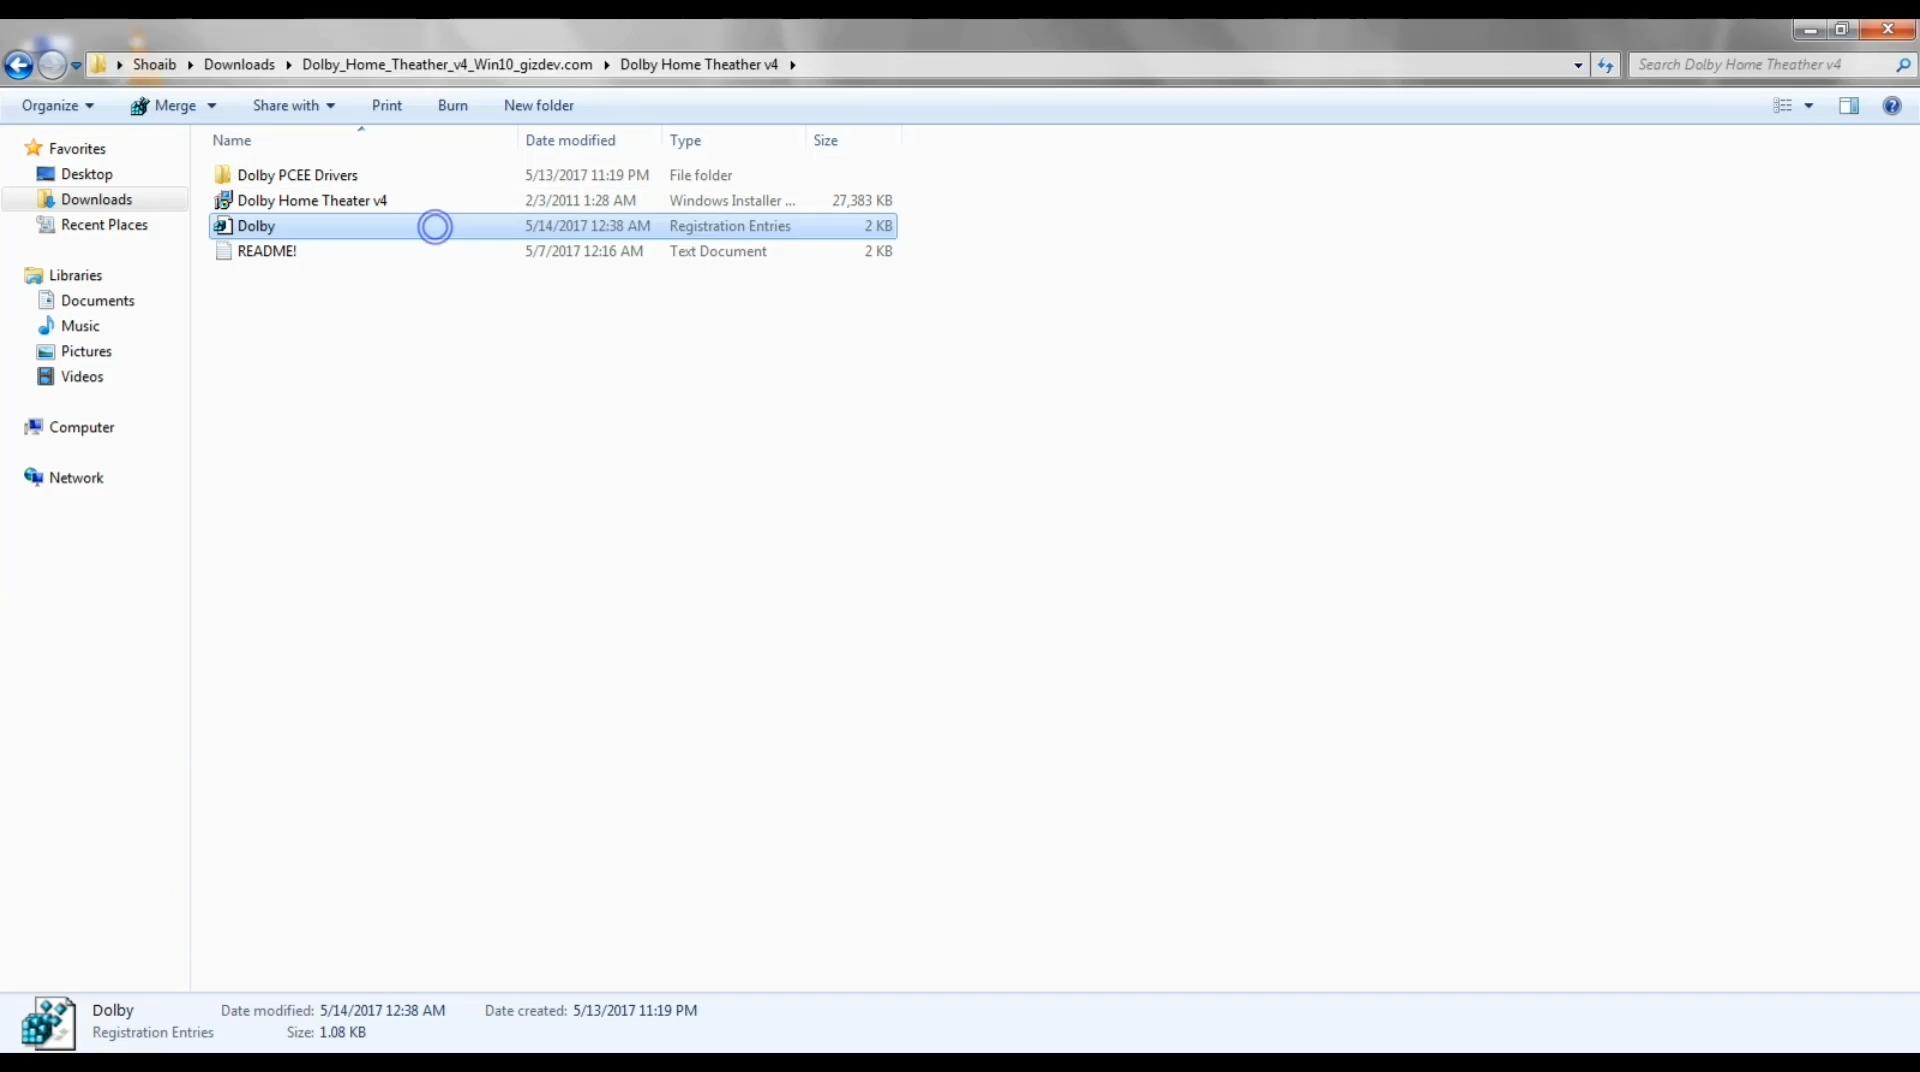 Shoaib Downloads Dolby_Home_Theather_v4_Win10_gizdev.com Dolby Home Theather v4 Search Dolby Home Theather v4
Organize Merge Share with Print Burn New folder
Name Date modified Type Size
Favorites
Desktop
Downloads
Recent Places
Libraries
Documents
Music
Pictures
Videos
Computer
Network
Dolby PCEE Drivers 5/13/2017 11:19 PM File folder
Dolby Home Theater v4 2/3/2011 1:28 AM Windows Installer ... 27,383 KB
Dolby 5/14/2017 12:38 AM Registration Entries 2 KB
README! 5/7/2017 12:16 AM Text Document 2 KB
Dolby Date modified: 5/14/2017 12:38 AM Date created: 5/13/2017 11:19 PM
Registration Entries Size: 1.08 KB